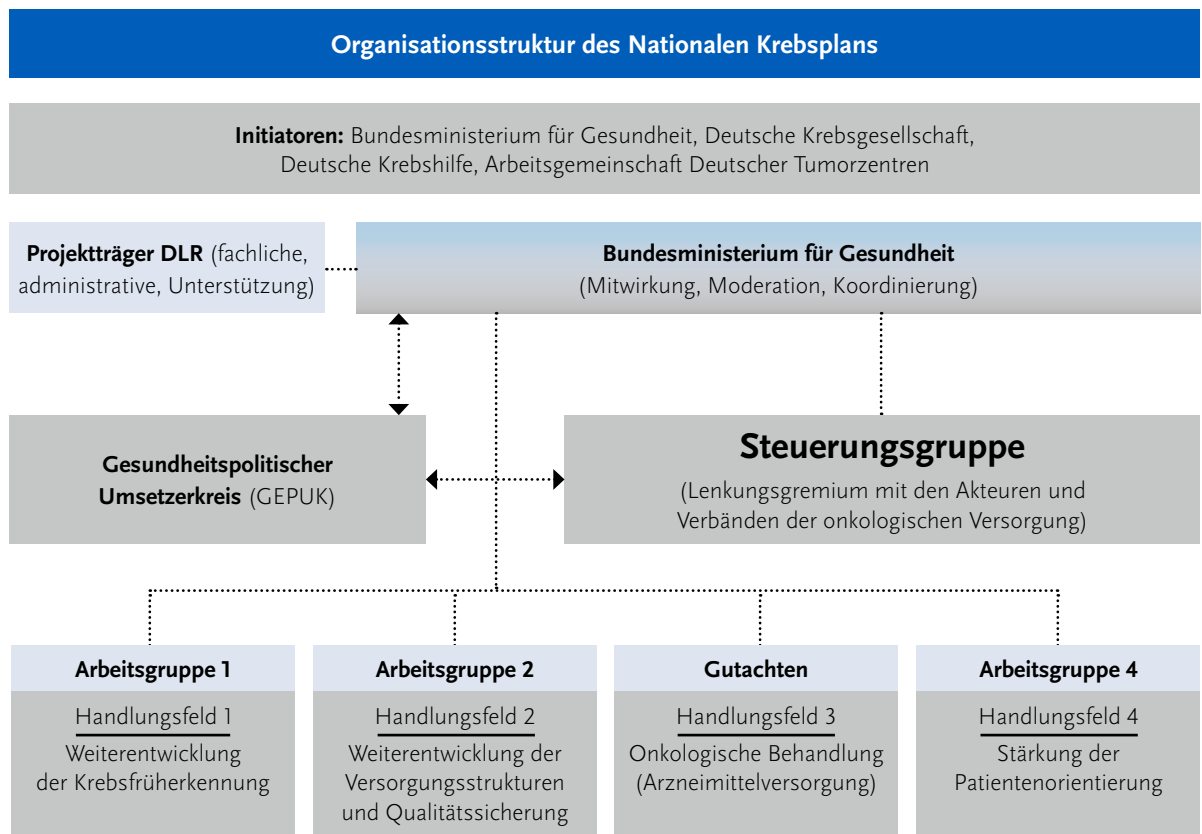 Organisationsstruktur des Nationalen Krebsplans
Initiatoren: Bundesministerium für Gesundheit, Deutsche Krebsgesellschaft,
Deutsche Krebshilfe, Arbeitsgemeinschaft Deutscher Tumorzentren
Projektträger DLR (fachliche,
administrative, Unterstützung)
Bundesministerium für Gesundheit
(Mitwirkung, Moderation, Koordinierung)
Gesundheitspolitischer
Umsetzerkreis (GEPUK)
Steuerungsgruppe
(Lenkungsgremium mit den Akteuren und
Verbänden der onkologischen Versorgung)
Arbeitsgruppe 1
Handlungsfeld 1
Weiterentwicklung
der Krebsfrüherkennung
Arbeitsgruppe 2
Handlungsfeld 2
Weiterentwicklung der
Versorgungsstrukturen
und Qualitätssicherung
Gutachten
Handlungsfeld 3
Onkologische Behandlung
(Arzneimittelversorgung)
Arbeitsgruppe 4
Handlungsfeld 4
Stärkung der
Patientenorientierung